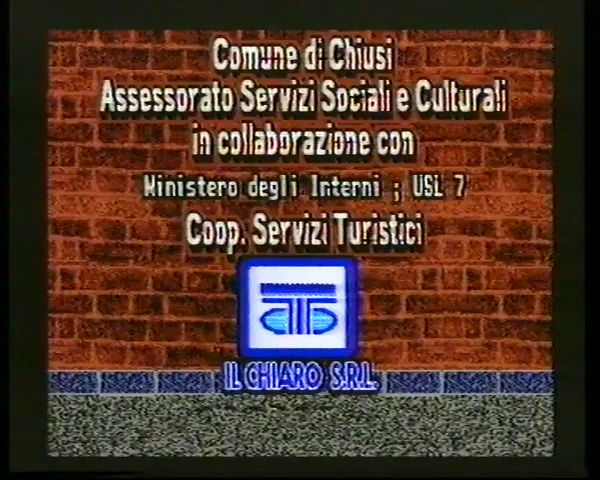 Comune di Chiusi
Assessorato Servizi Sociali e Culturali
in collaborazione con
Ministero degli Interni ; USL 7
Coop. Servizi Turistici
IL CHIARO S.R.L.